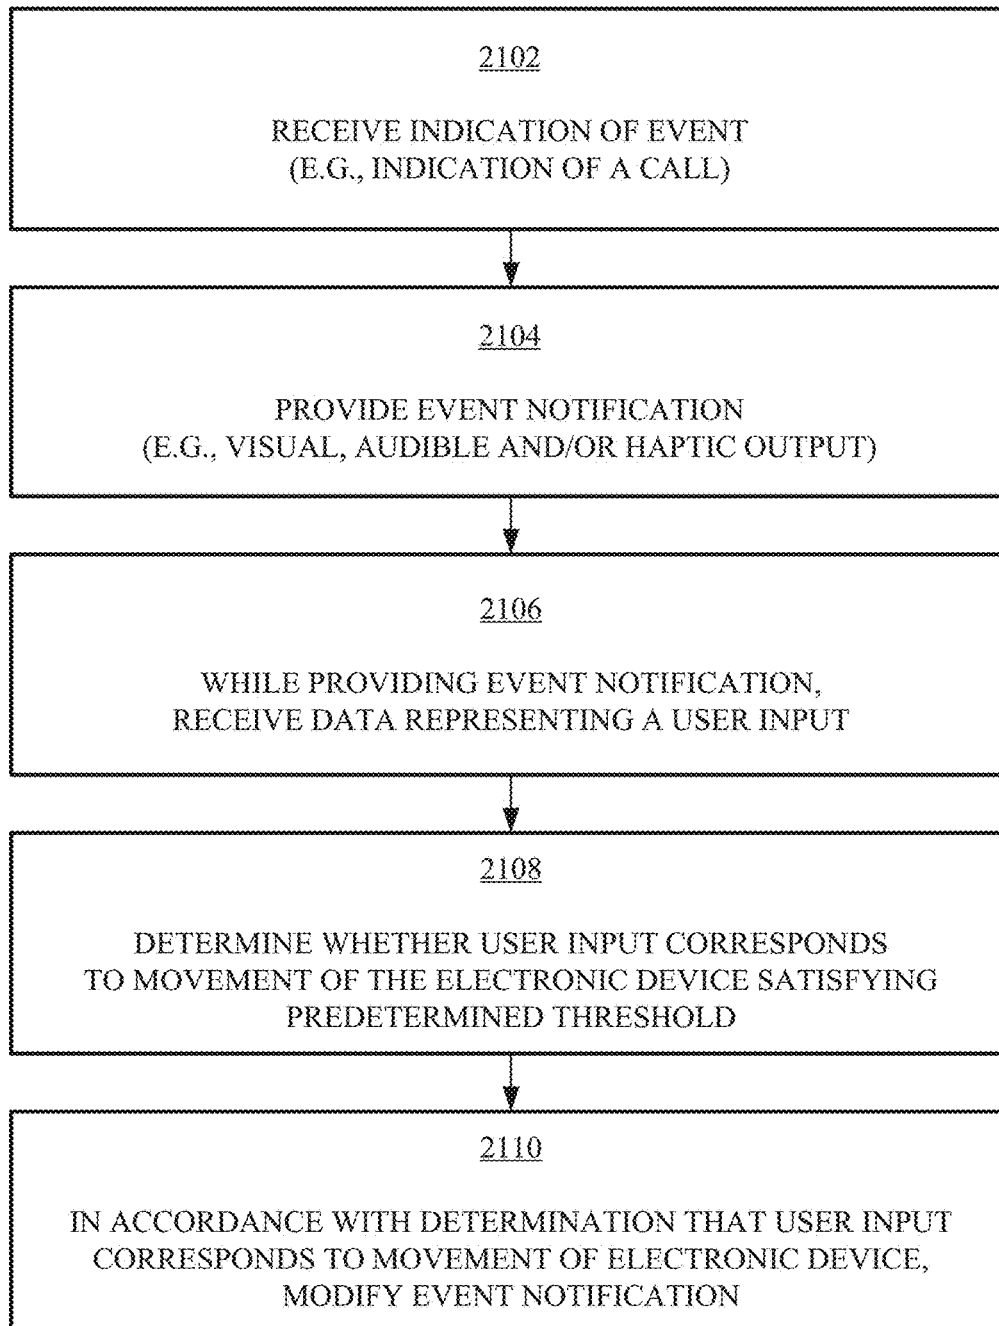 2102
RECEIVE INDICATION OF EVENT
(E.G., INDICATION OF A CALL)
2104
PROVIDE EVENT NOTIFICATION
(E.G., VISUAL, AUDIBLE AND/OR HAPTIC OUTPUT)
2106
WHILE PROVIDING EVENT NOTIFICATION,
RECEIVE DATA REPRESENTING A USER INPUT
2108
DETERMINE WHETHER USER INPUT CORRESPONDS
TO MOVEMENT OF THE ELECTRONIC DEVICE SATISFYING
PREDETERMINED THRESHOLD
2110
IN ACCORDANCE WITH DETERMINATION THAT USER INPUT
CORRESPONDS TO MOVEMENT OF ELECTRONIC DEVICE,
MODIFY EVENT NOTIFICATION